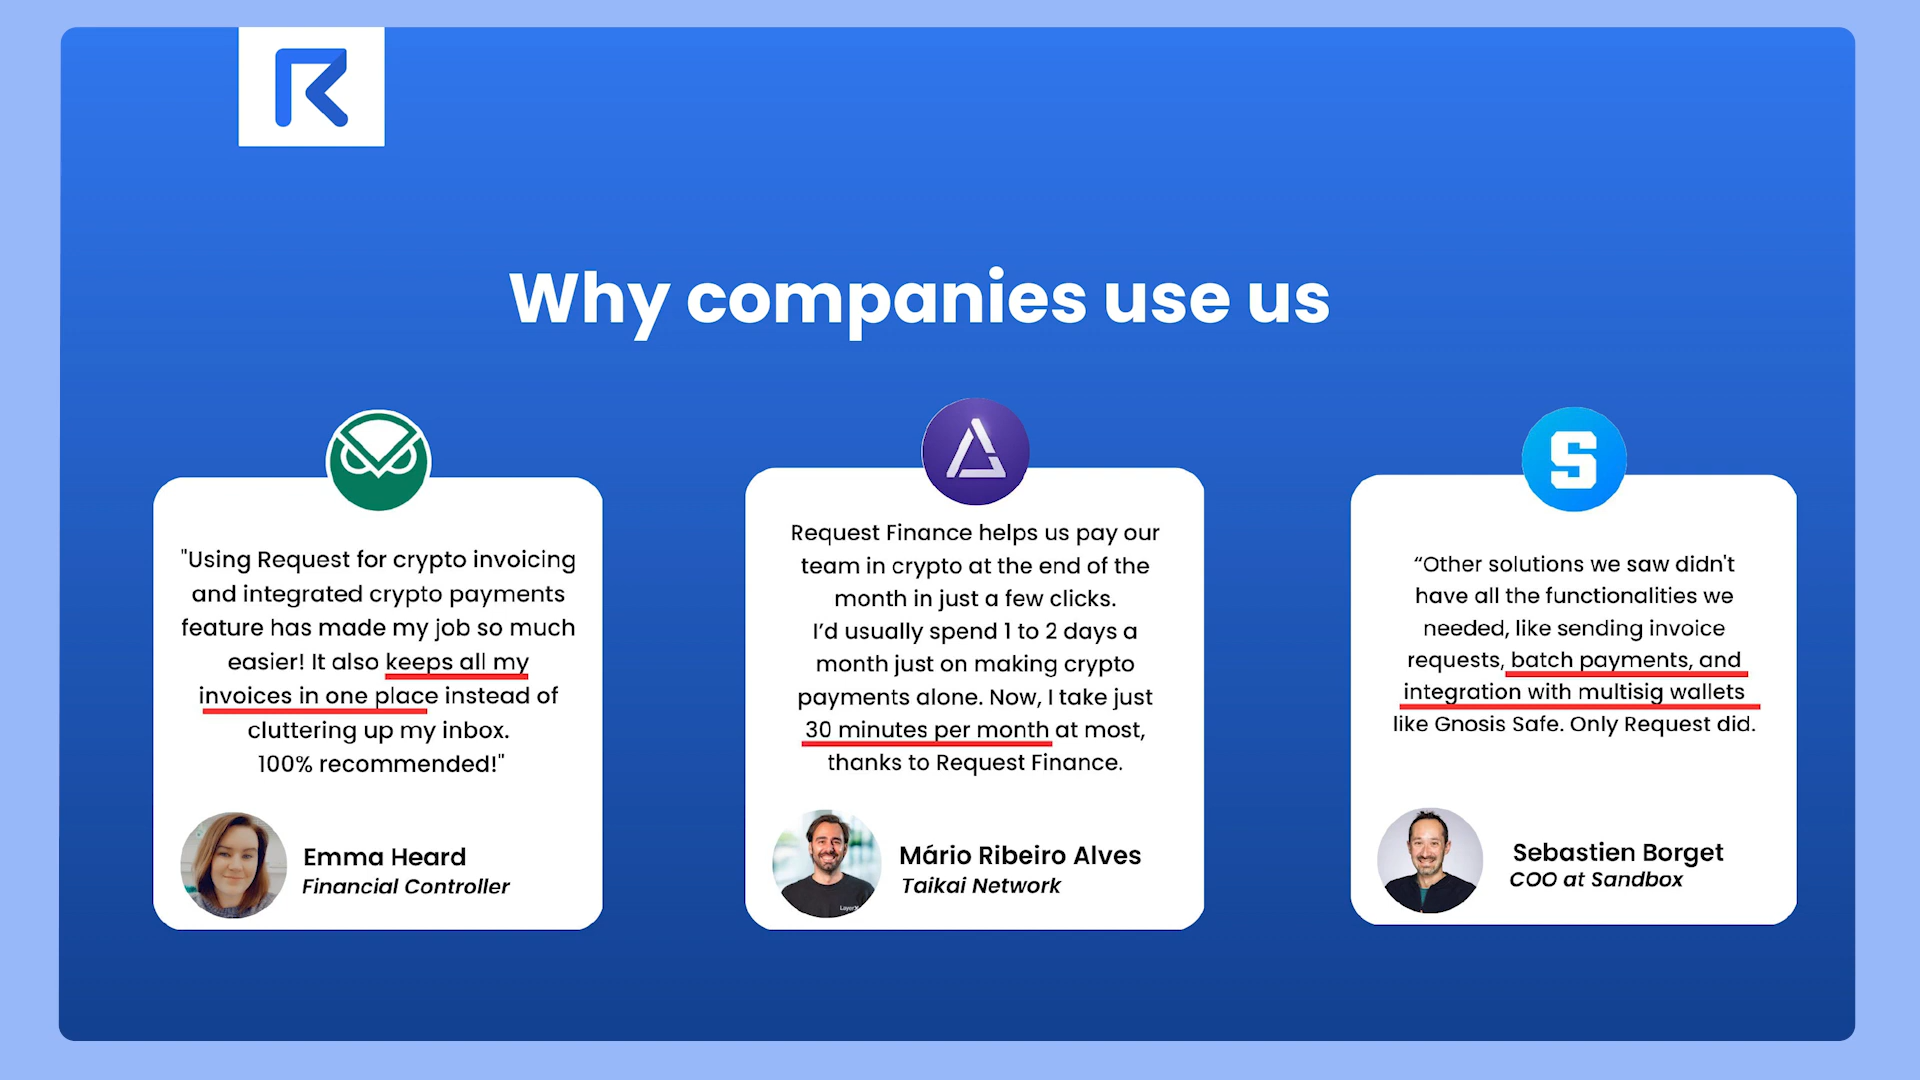 Why companies use us
"Using Request for crypto invoicing
and integrated crypto payments
feature has made my job so much
easier! It also keeps all my
invoices in one place instead of
cluttering up my inbox.
100% recommended!"
Emma Heard
Financial Controller
Request Finance helps us pay our
team in crypto at the end of the
month in just a few clicks.
I’d usually spend 1 to 2 days a
month just on making crypto
payments alone. Now, I take just
30 minutes per month at most,
thanks to Request Finance.
LayerX
Mário Ribeiro Alves
Taikai Network
S
“Other solutions we saw didn't
have all the functionalities we
needed, like sending invoice
requests, batch payments, and
integration with multisig wallets
like Gnosis Safe. Only Request did.
Sebastien Borget
COO at Sandbox